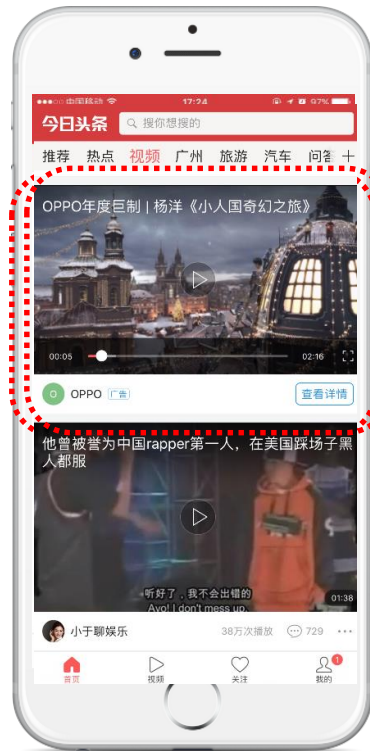 中国移动 17:24 97%
今日头条 搜你想搜的
推荐 热点 视频 广州 旅游 汽车 问答 +
OPPO年度巨制 | 杨洋《小人国奇幻之旅》
00:05 02:16
O OPPO 广告 查看详情
他曾被誉为中国rapper第一人，在美国踩场子黑
人都服
听好了，我不会出错的
Ayo! I don't mess up.
01:38
小于聊娱乐 38万次播放 729
首页 视频 关注 我的 1